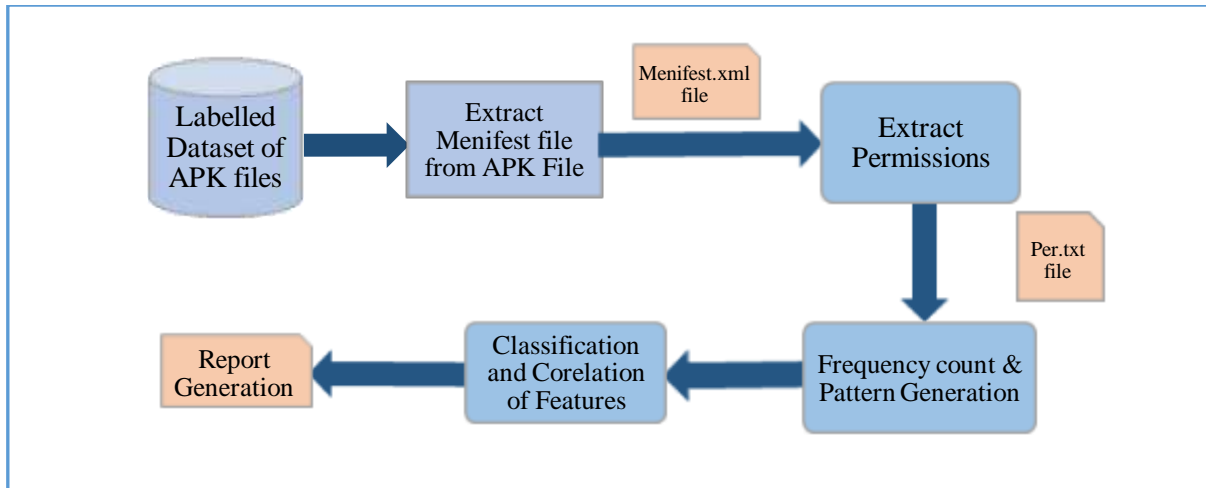 Labelled
Dataset of
APK files
Extract
Menifest file
from APK File
Menifest.xml
file
Extract
Permissions
Per.txt
file
Frequency count &
Pattern Generation
Classification
and Corelation
of Features
Report
Generation